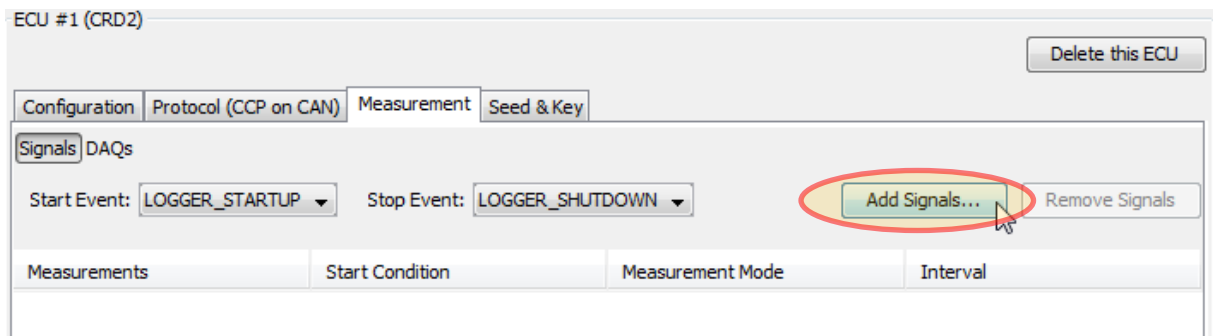 ECU #1 (CRD2)
Delete this ECU
Configuration Protocol (CCP on CAN) Measurement Seed & Key
Signals DAQs
Start Event: LOGGER_STARTUP Stop Event: LOGGER_SHUTDOWN Add Signals... Remove Signals
Measurements Start Condition Measurement Mode Interval